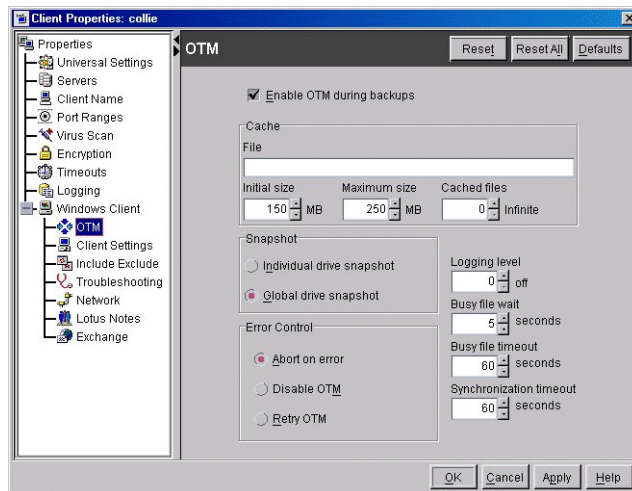 Client Properties: collie
Properties
Universal Settings
Servers
Client Name
Port Ranges
Virus Scan
Encryption
Timeouts
Logging
Windows Client
OTM
Client Settings
Include Exclude
Troubleshooting
Network
Lotus Notes
Exchange
OTM
Reset Reset All Defaults
Enable OTM during backups
Cache
File
Initial size Maximum size Cached files
150 MB 250 MB 0 Infinite
Snapshot
Individual drive snapshot
Global drive snapshot
Error Control
Abort on error
Disable OTM
Retry OTM
Logging level
0 off
Busy file wait
5 seconds
Busy file timeout
60 seconds
Synchronization timeout
60 seconds
OK Cancel Apply Help